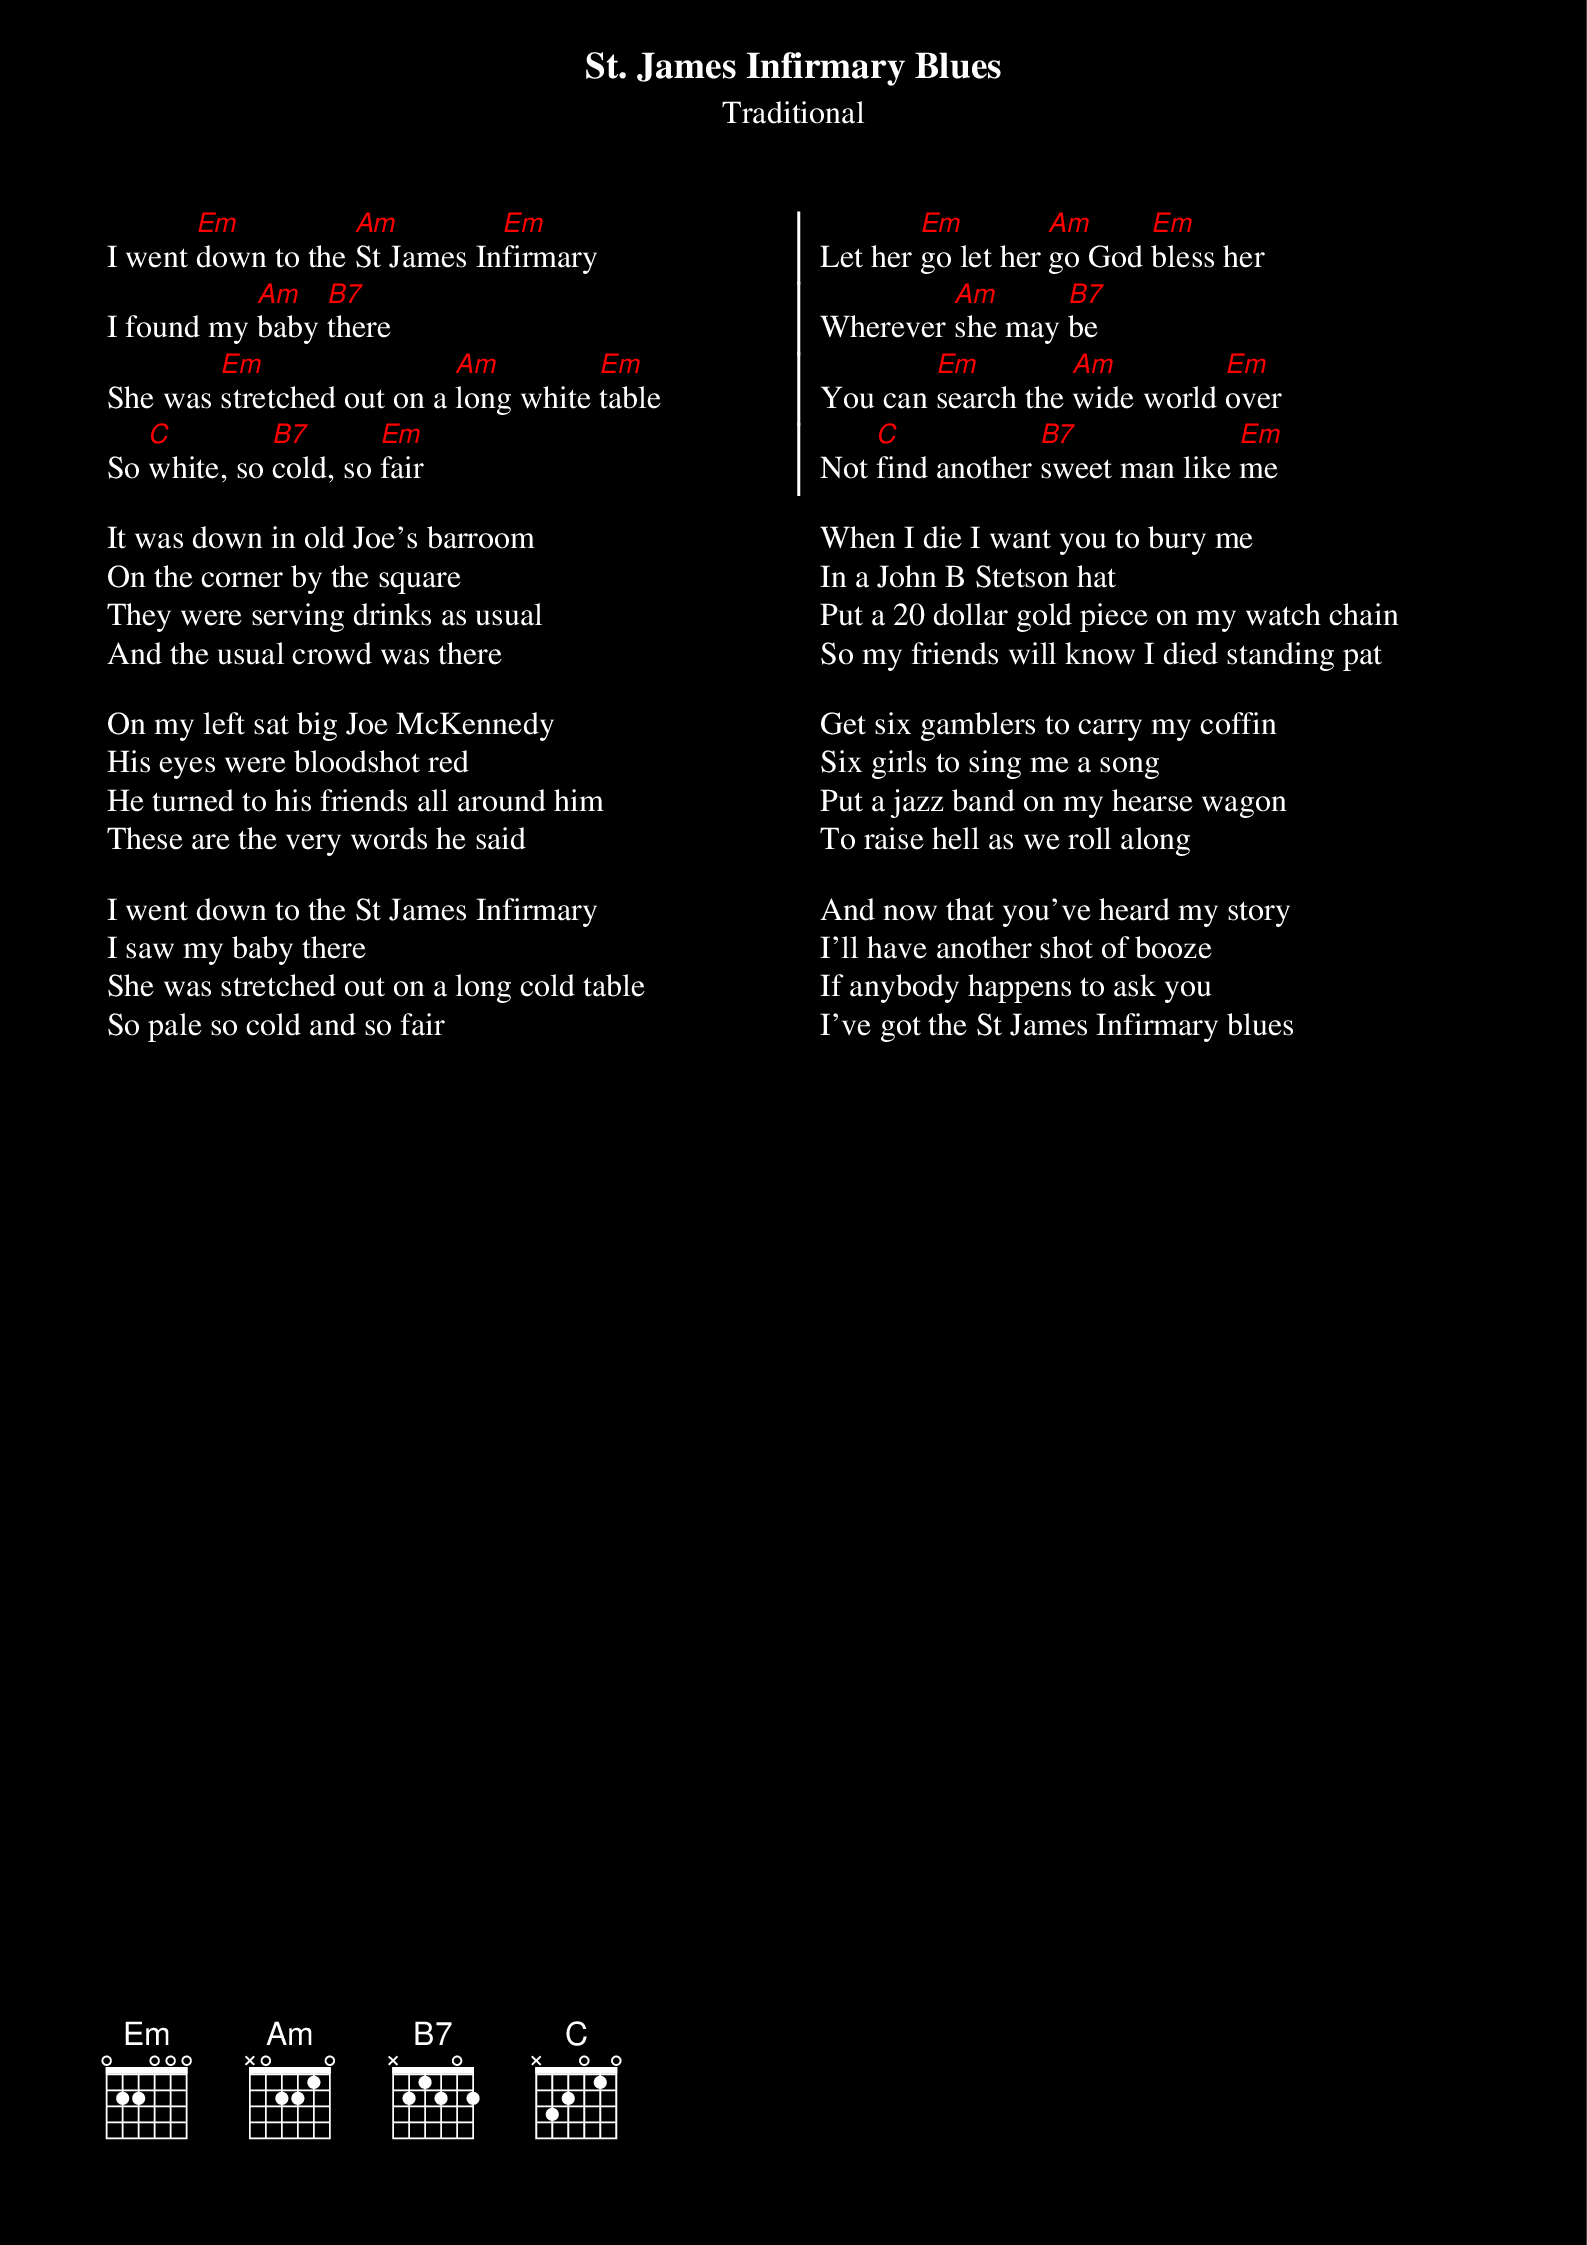 St. James Infirmary Blues
Traditional
Em Am Em
I went down to the St James Infirmary
Am B7
I found my baby there
Em Am Em
She was stretched out on a long white table
C B7 Em
So white, so cold, so fair
It was down in old Joe's barroom
On the corner by the square
They were serving drinks as usual
And the usual crowd was there
On my left sat big Joe McKennedy
His eyes were bloodshot red
He turned to his friends all around him
These are the very words he said
I went down to the St James Infirmary
I saw my baby there
She was stretched out on a long cold table
So pale so cold and so fair
Em Am Em
Let her go let her go God bless her
Am B7
Wherever she may be
Em Am Em
You can search the wide world over
C B7 Em
Not find another sweet man like me
When I die I want you to bury me
In a John B Stetson hat
Put a 20 dollar gold piece on my watch chain
So my friends will know I died standing pat
Get six gamblers to carry my coffin
Six girls to sing me a song
Put a jazz band on my hearse wagon
To raise hell as we roll along
And now that you've heard my story
I'll have another shot of booze
If anybody happens to ask you
I've got the St James Infirmary blues
Em Am B7 C